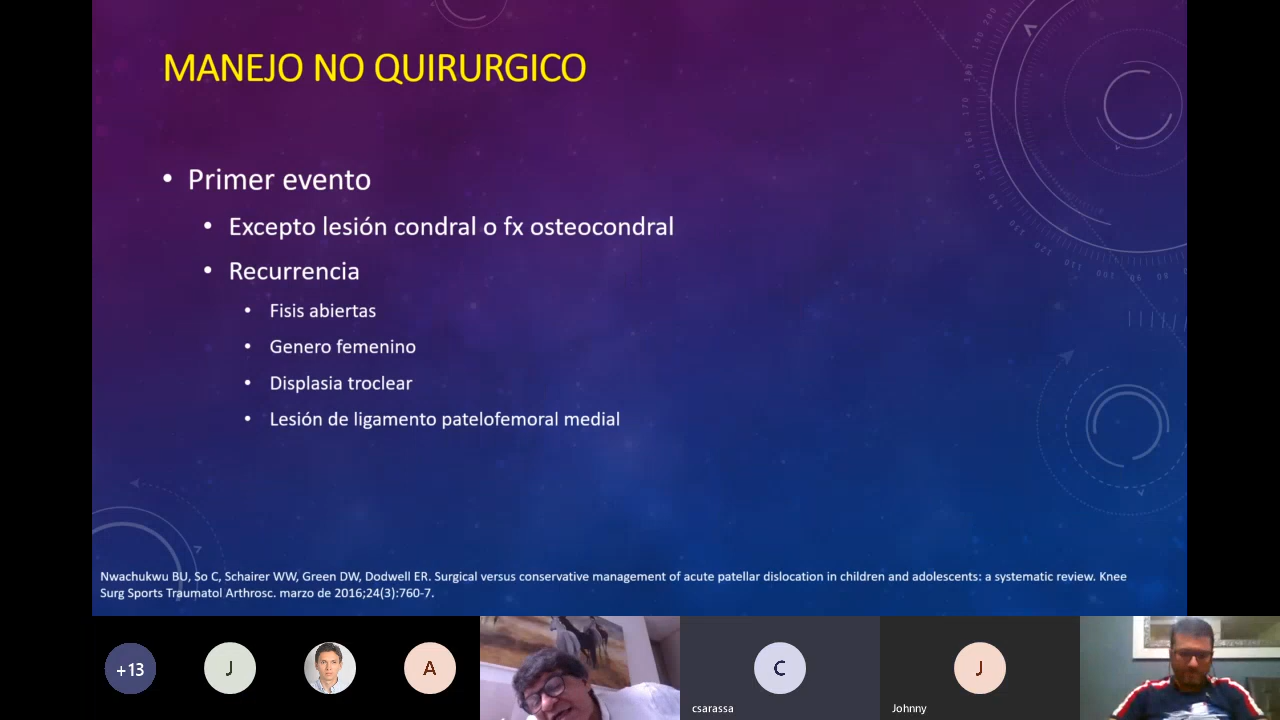 MANEJO NO QUIRURGICO
• Primer evento
• Excepto lesión condral o fx osteocondral
• Recurrencia
• Fisis abiertas
• Genero femenino
• Displasia troclear
• Lesión de ligamento patelofemoral medial
Nwachukwu BU, So C, Schairer WW, Green DW, Dodwell ER. Surgical versus conservative management of acute patellar dislocation in children and adolescents: a systematic review. Knee
Surg Sports Traumatol Arthrosc. marzo de 2016;24(3):760-7.
+13
J
A
C
csarassa
J
Johnny